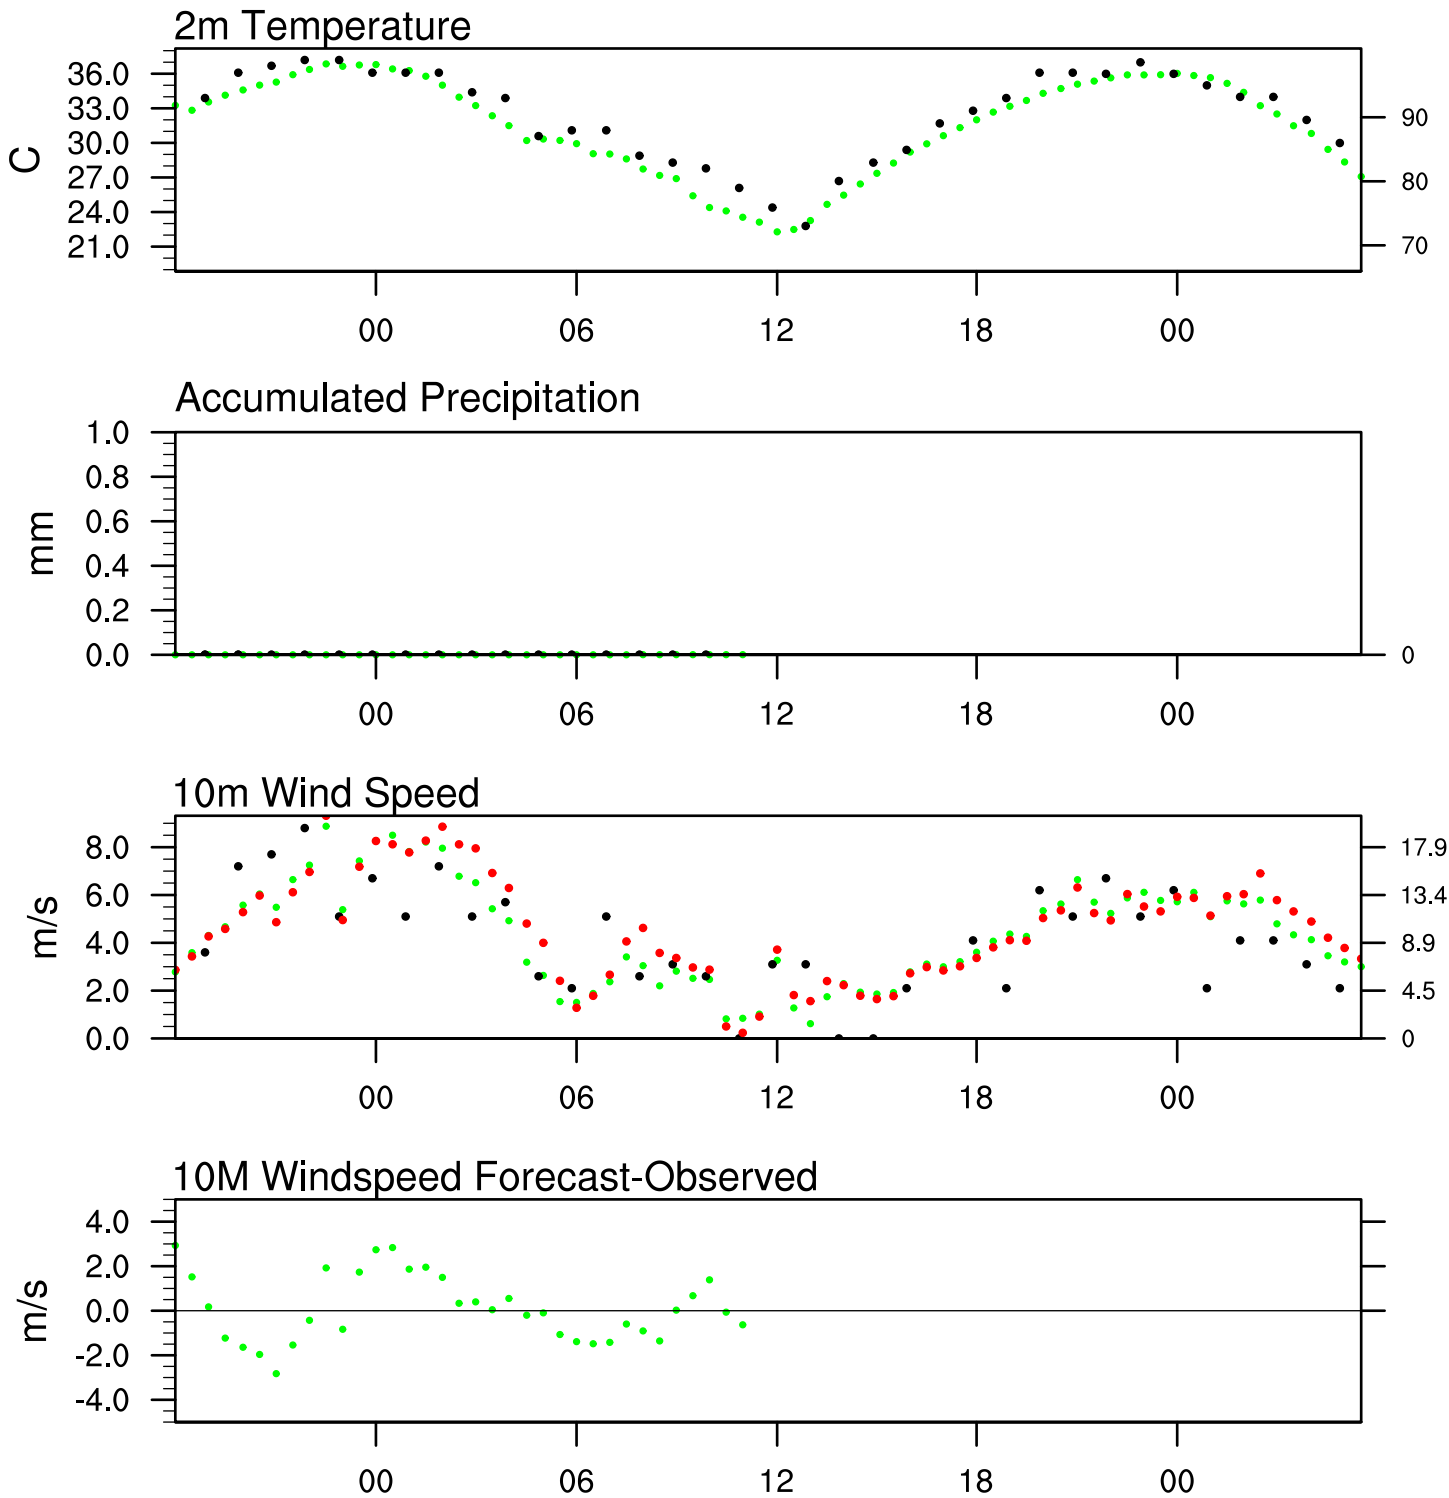 2m Temperature
36.0
33.0
30.0
27.0
24.0
21.0
C
90
80
70
00 06 12 18 00
Accumulated Precipitation
1.0
0.8
0.6
0.4
0.2
0.0
mm
0
00 06 12 18 00
10m Wind Speed
8.0
6.0
4.0
2.0
0.0
m/s
17.9
13.4
8.9
4.5
0
00 06 12 18 00
10M Windspeed Forecast-Observed
4.0
2.0
0.0
-2.0
-4.0
m/s
00 06 12 18 00